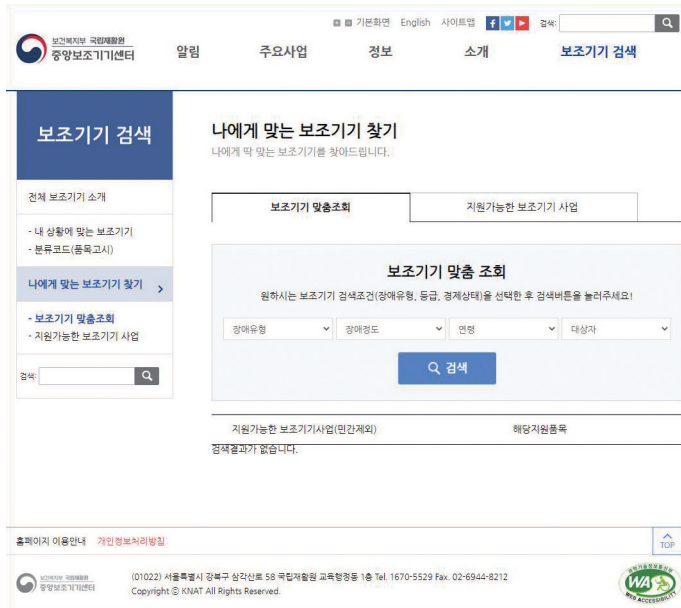 기본화면 English 사이트맵 검색:
보건복지부 국립재활원
중앙보조기기센터
알림 주요사업 정보 소개 보조기기 검색
보조기기 검색
나에게 맞는 보조기기 찾기
나에게 딱 맞는 보조기기를 찾아드립니다.
전체 보조기기 소개
- 내 상황에 맞는 보조기기
- 분류코드(품목고시)
나에게 맞는 보조기기 찾기 >
- 보조기기 맞춤조회
- 지원가능한 보조기기 사업
검색:
보조기기 맞춤조회 지원가능한 보조기기 사업
보조기기 맞춤 조회
원하시는 보조기기 검색조건(장애유형, 등급, 경제상태)을 선택한 후 검색버튼을 눌러주세요!
장애유형 장애정도 연령 대상자
검색
지원가능한 보조기기사업(민간제외) 해당지원품목
검색결과가 없습니다.
홈페이지 이용안내 개인정보처리방침
TOP
보건복지부 국립재활원
중앙보조기기센터
(01022) 서울특별시 강북구 삼각산로 58 국립재활원 교육행정동 1층 Tel. 1670-5529 Fax. 02-6944-8212
Copyright ⓒ KNAT All Rights Reserved.
과학기술정보통신부
WA
WEB ACCESSIBILITY